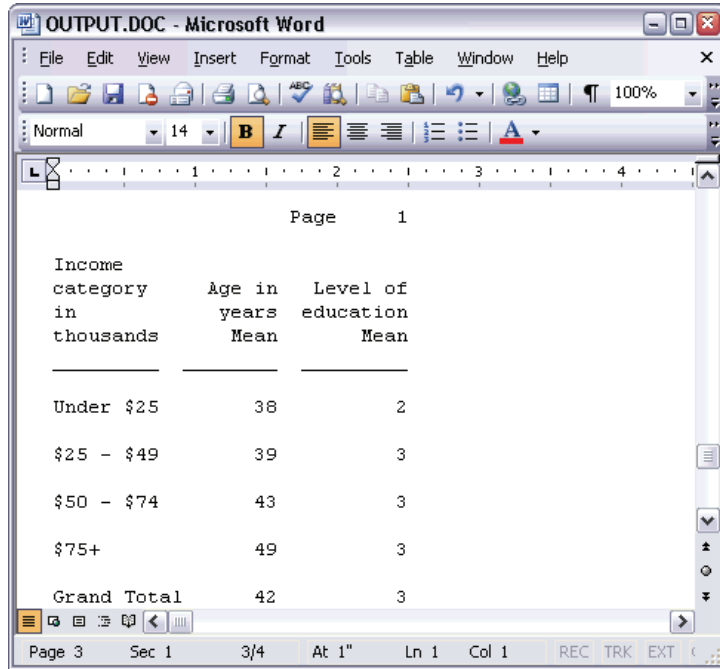 OUTPUT.DOC - Microsoft Word
File Edit View Insert Format Tools Table Window Help
ABC 100%
Normal 14 B I A
1 2 3 4
Page 1
Income
category Age in Level of
in years education
thousands Mean Mean
Under $25 38 2
$25 - $49 39 3
$50 - $74 43 3
$75+ 49 3
Grand Total 42 3
Page 3 Sec 1 3/4 At 1" Ln 1 Col 1 REC TRK EXT